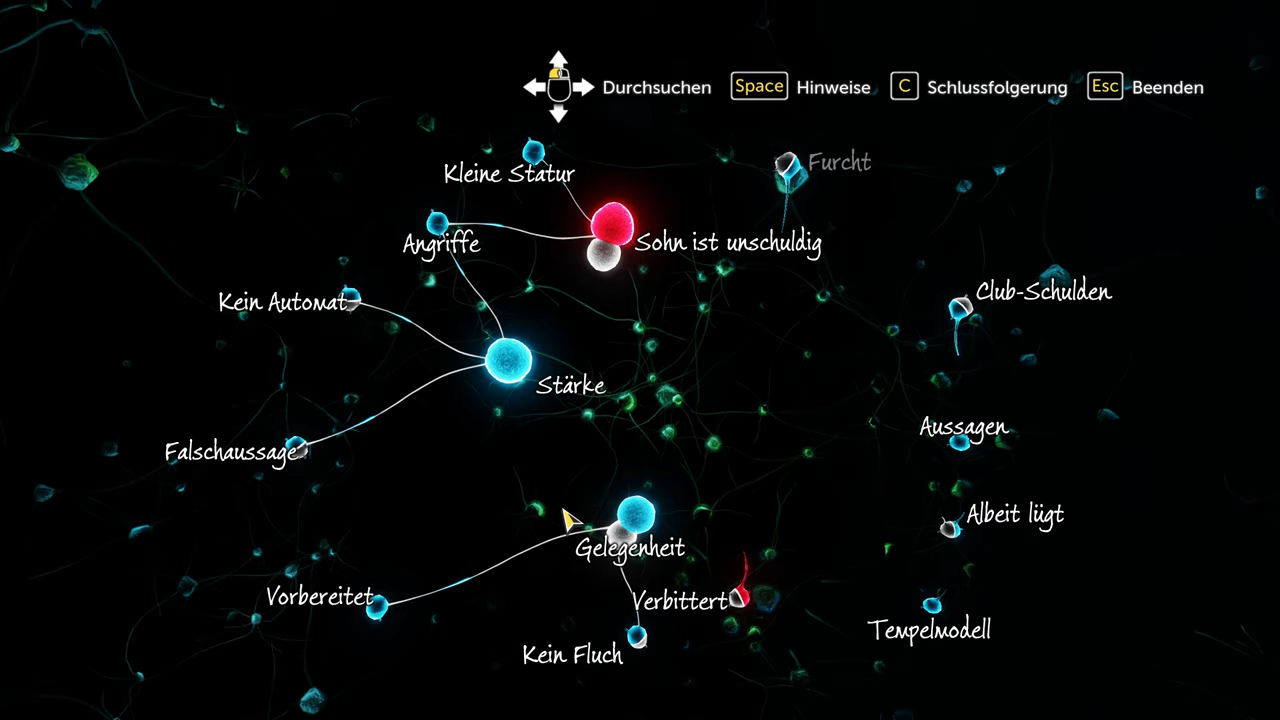 Durchsuchen Space Hinweise C Schlussfolgerung Esc Beenden
Kleine Statur
Furcht
Angriffe
Sohn ist unschuldig
Kein Automat
Club-Schulden
Stärke
Falschaussage
Aussagen
Albeit lügt
Gelegenheit
Vorbereitet
Verbittert
Tempelmodell
Kein Fluch